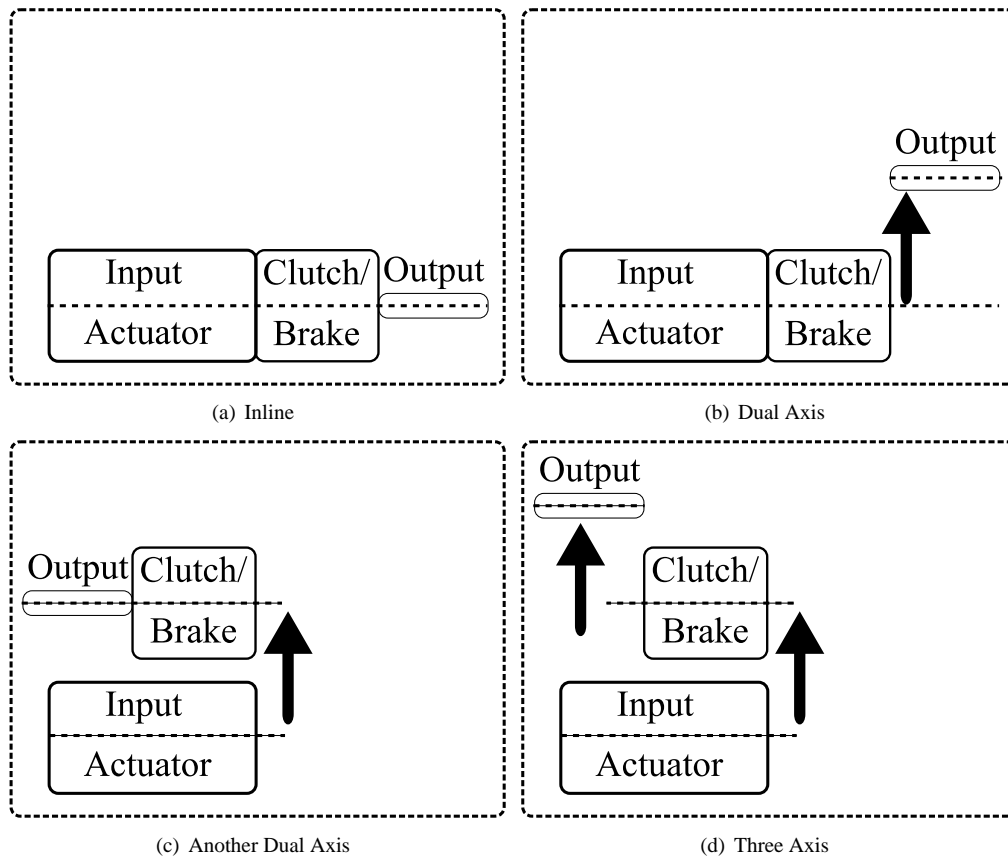 Input Clutch/ Output
Actuator Brake
(a) Inline
Output
Input Clutch/
Actuator Brake
(b) Dual Axis
Output Clutch/
Brake
Input
Actuator
(c) Another Dual Axis
Output
Clutch/
Brake
Input
Actuator
(d) Three Axis